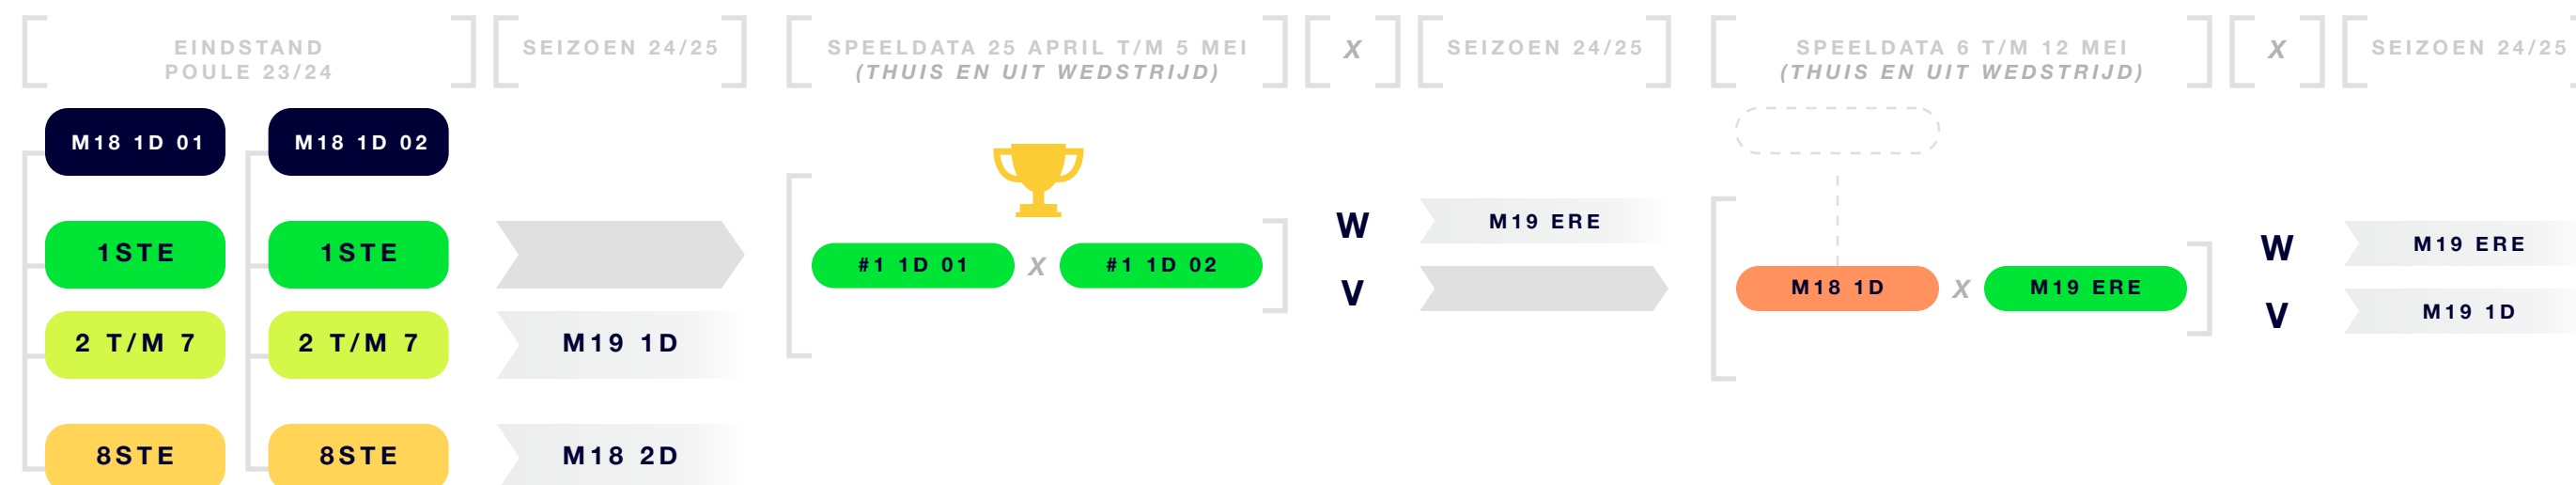 EINDSTAND
POULE 23/24
SEIZOEN 24/25
SPEELDATA 25 APRIL T/M 5 MEI
(THUIS EN UIT WEDSTRIJD)
X
SEIZOEN 24/25
SPEELDATA 6 T/M 12 MEI
(THUIS EN UIT WEDSTRIJD)
X
SEIZOEN 24/25
M18 1D 01
M18 1D 02
1STE
1STE
2 T/M 7
2 T/M 7
M19 1D
8STE
8STE
M18 2D
#1 1D 01
X
#1 1D 02
W
M19 ERE
V
M18 1D
X
M19 ERE
W
M19 ERE
V
M19 1D